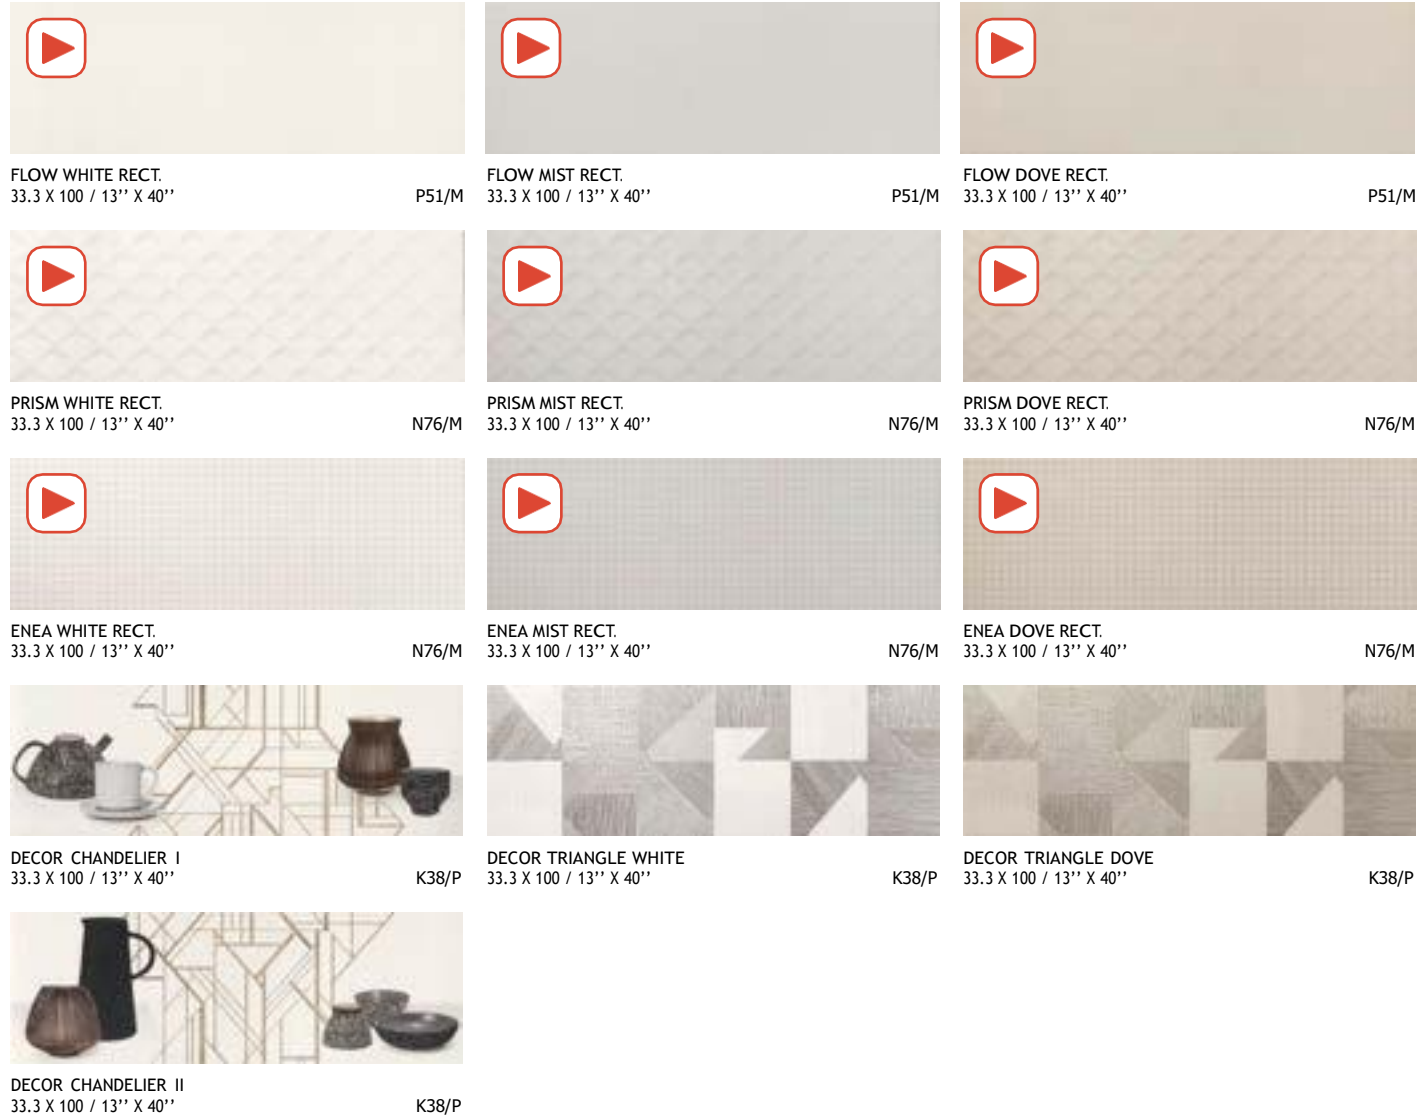 FLOW WHITE RECT.
33.3 X 100 / 13’’ X 40’’ P51/M
FLOW MIST RECT.
33.3 X 100 / 13’’ X 40’’ P51/M
FLOW DOVE RECT.
33.3 X 100 / 13’’ X 40’’ P51/M
PRISM WHITE RECT.
33.3 X 100 / 13’’ X 40’’ N76/M
PRISM MIST RECT.
33.3 X 100 / 13’’ X 40’’ N76/M
PRISM DOVE RECT.
33.3 X 100 / 13’’ X 40’’ N76/M
ENEA WHITE RECT.
33.3 X 100 / 13’’ X 40’’ N76/M
ENEA MIST RECT.
33.3 X 100 / 13’’ X 40’’ N76/M
ENEA DOVE RECT.
33.3 X 100 / 13’’ X 40’’ N76/M
DECOR CHANDELIER I
33.3 X 100 / 13’’ X 40’’ K38/P
DECOR TRIANGLE WHITE
33.3 X 100 / 13’’ X 40’’ K38/P
DECOR TRIANGLE DOVE
33.3 X 100 / 13’’ X 40’’ K38/P
DECOR CHANDELIER II
33.3 X 100 / 13’’ X 40’’ K38/P